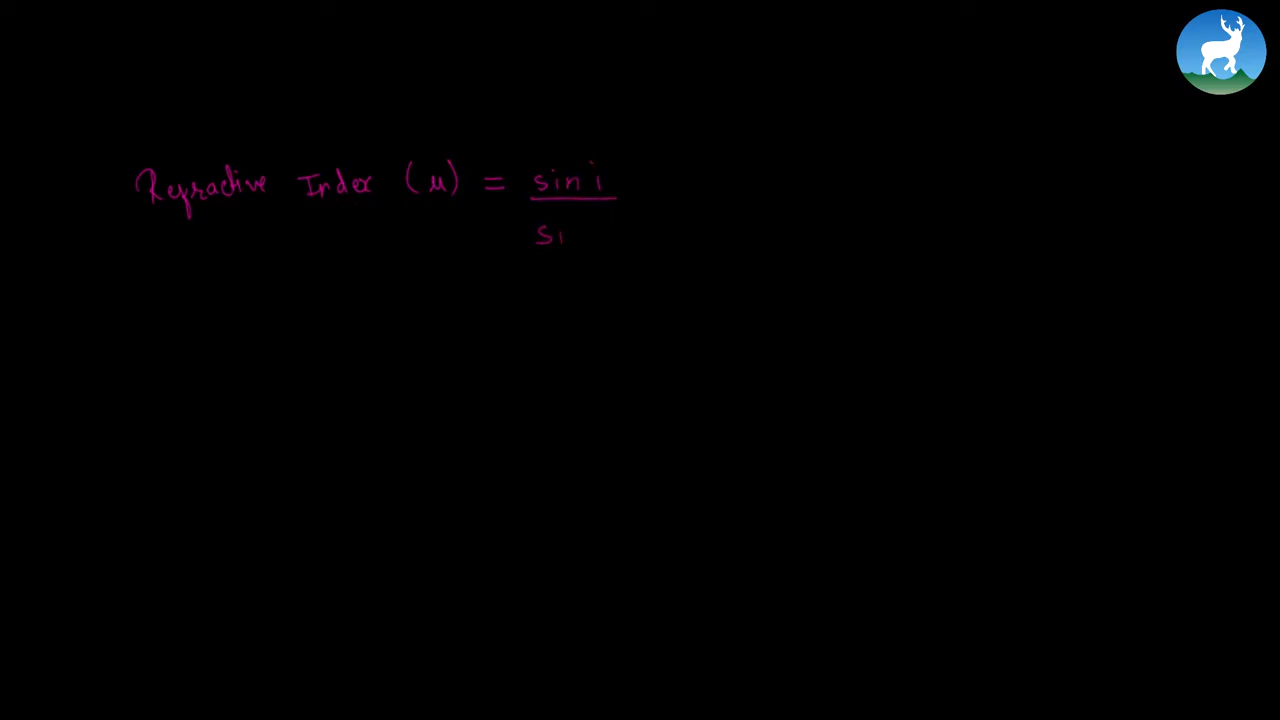 Refractive Index (μ) = sin i
si